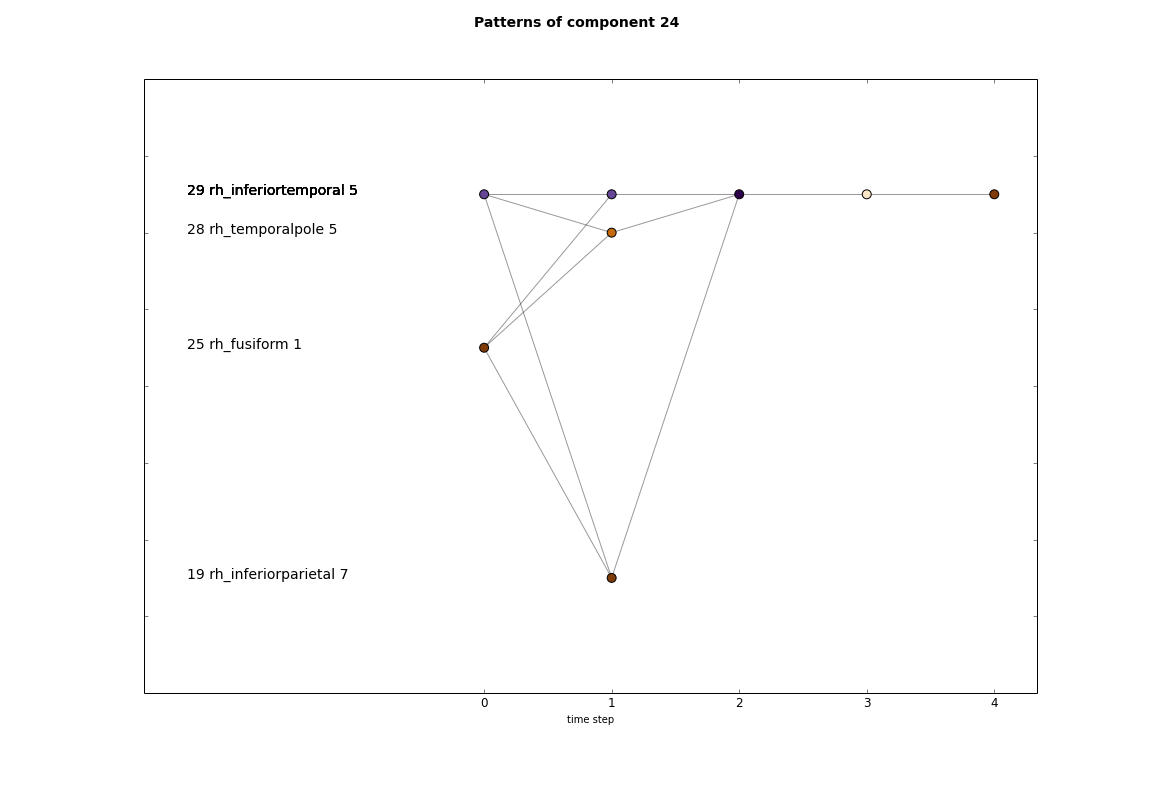 Patterns of component 24
29 rh_inferiortemporal 5
28 rh_temporalpole 5
25 rh_fusiform 1
19 rh_inferiorparietal 7
0 1 2 3 4
time step